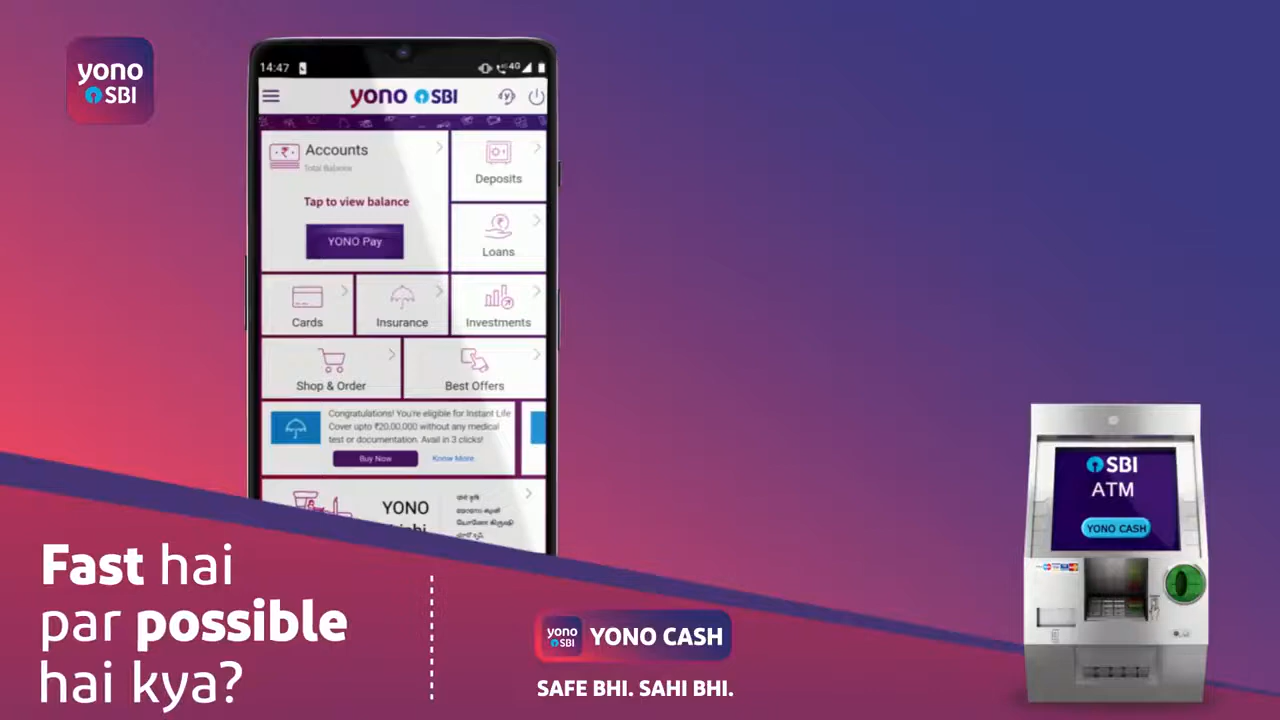 yono
SBI
14:47
4G
yono SBI
Accounts
Total Balance
Tap to view balance
YONO Pay
Deposits
Loans
Cards
Insurance
Investments
Shop & Order
Best Offers
Congratulations! You're eligible for Instant Life
Cover upto ₹20,00,000 without any medical
test or documentation. Avail in 3 clicks!
Buy Now
Know More
YONO
SBI
ATM
YONO CASH
Fast hai
par possible
hai kya?
yono
SBI
YONO CASH
SAFE BHI. SAHI BHI.